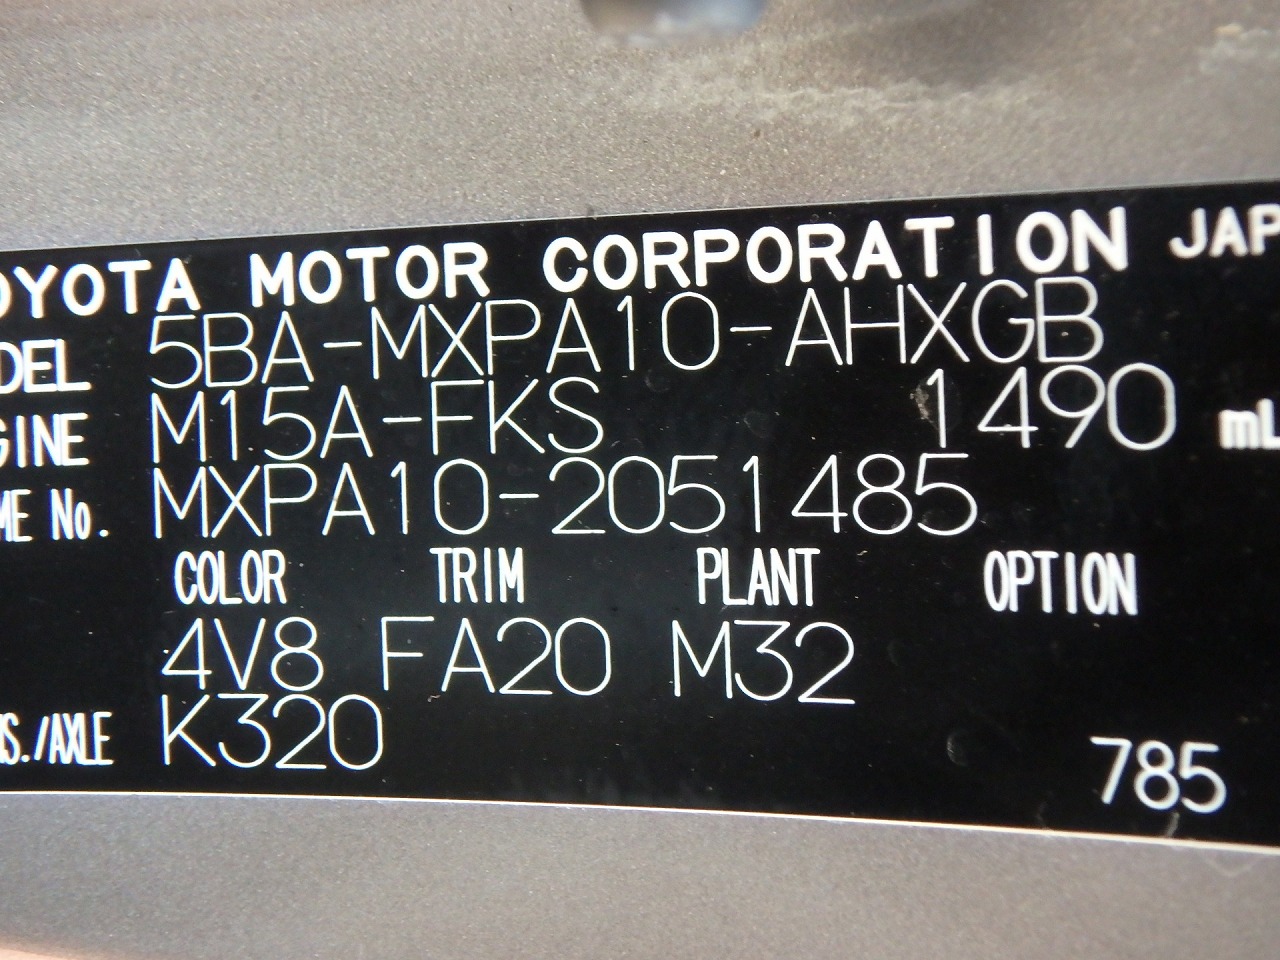 OYOTA MOTOR CORPORATION JAP
DEL 5BA-MXPA10-AHXGB
GINE M15A-FKS 1490 mL
ME No. MXPA10-2051485
COLOR TRIM PLANT OPTION
4V8 FA20 M32
NS./AXLE K320
785